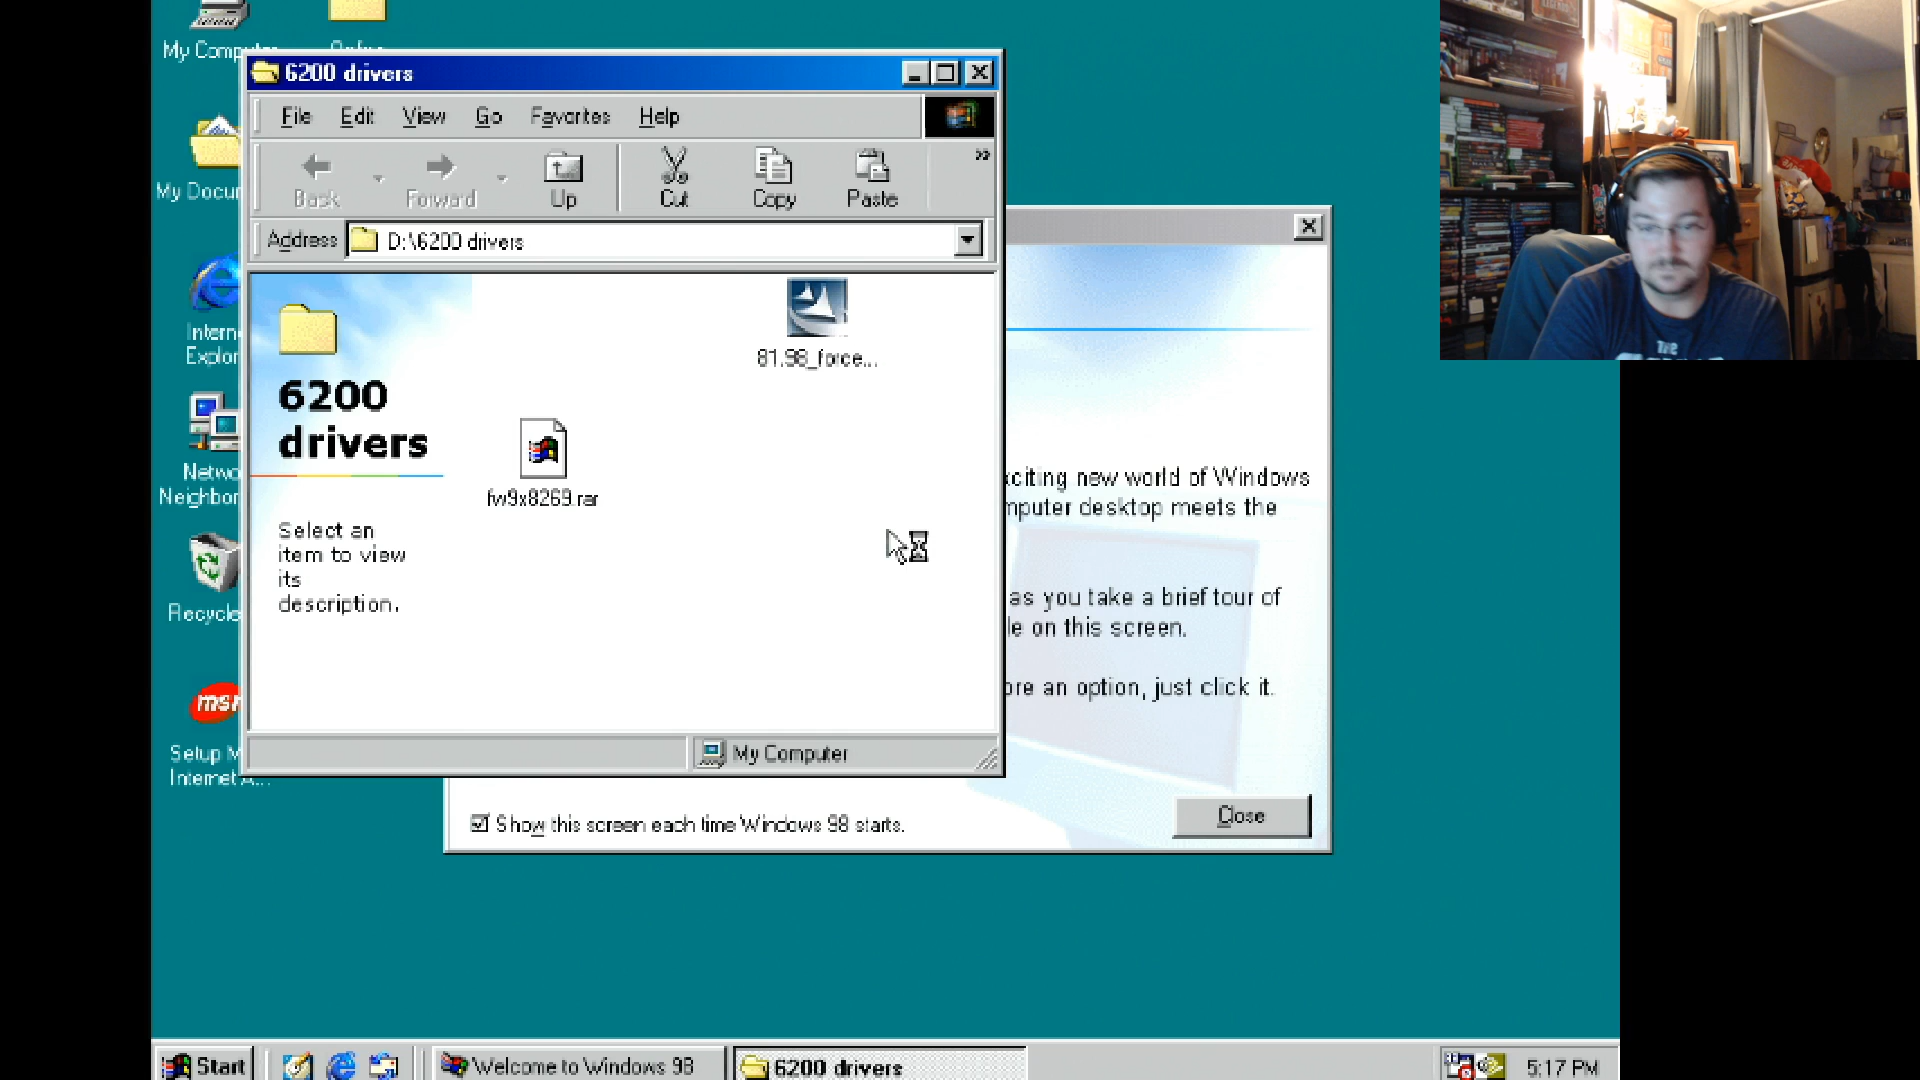 My Comp
6200 drivers
File Edit View Go Favorites Help
Back Forward Up Cut Copy Paste
Address D:\6200 drivers
My Docu
Intern
Explor
Netwo
Neighbor
Recycle
msn
Setup M
Internet A...
6200
drivers
Select an
item to view
its
description.
81.98_force...
fw9x8269.rar
My Computer
citing new world of Windows
mputer desktop meets the
as you take a brief tour of
le on this screen.
ore an option, just click it.
Show this screen each time Windows 98 starts.
Close
THE
Start Welcome to Windows 98 6200 drivers 5:17 PM